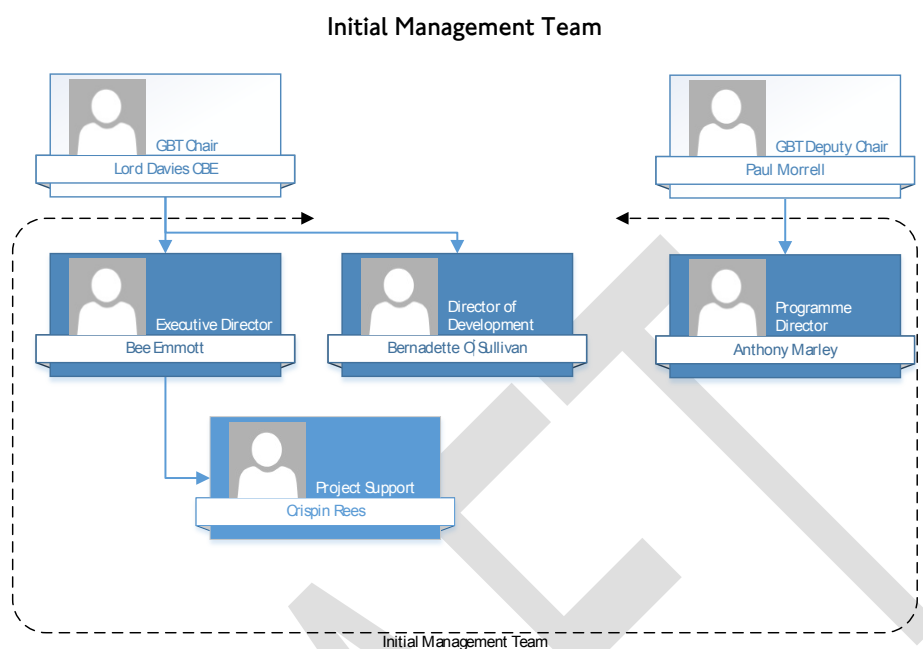 Initial Management Team
GBT Chair
Lord Davies CBE
GBT Deputy Chair
Paul Morrell
Executive Director
Bee Emmott
Director of
Development
Bernadette O'Sullivan
Programme
Director
Anthony Marley
Project Support
Crispin Rees
Initial Management Team